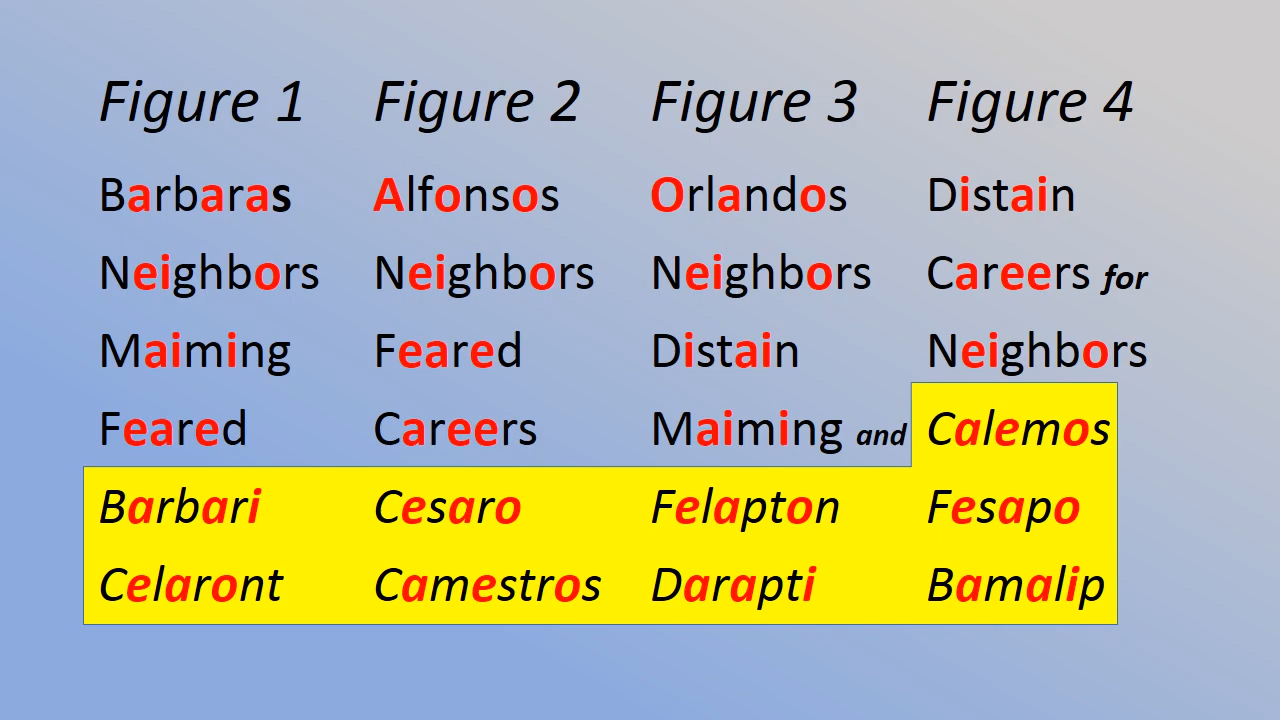 Figure 1 Figure 2 Figure 3 Figure 4
Barbaras Alfonsos Orlandos Distain
Neighbors Neighbors Neighbors Careers for
Maiming Feared Distain Neighbors
Feared Careers Maiming and Calemos
Barbari Cesaro Felapton Fesapo
Celaront Camestros Darapti Bamalip